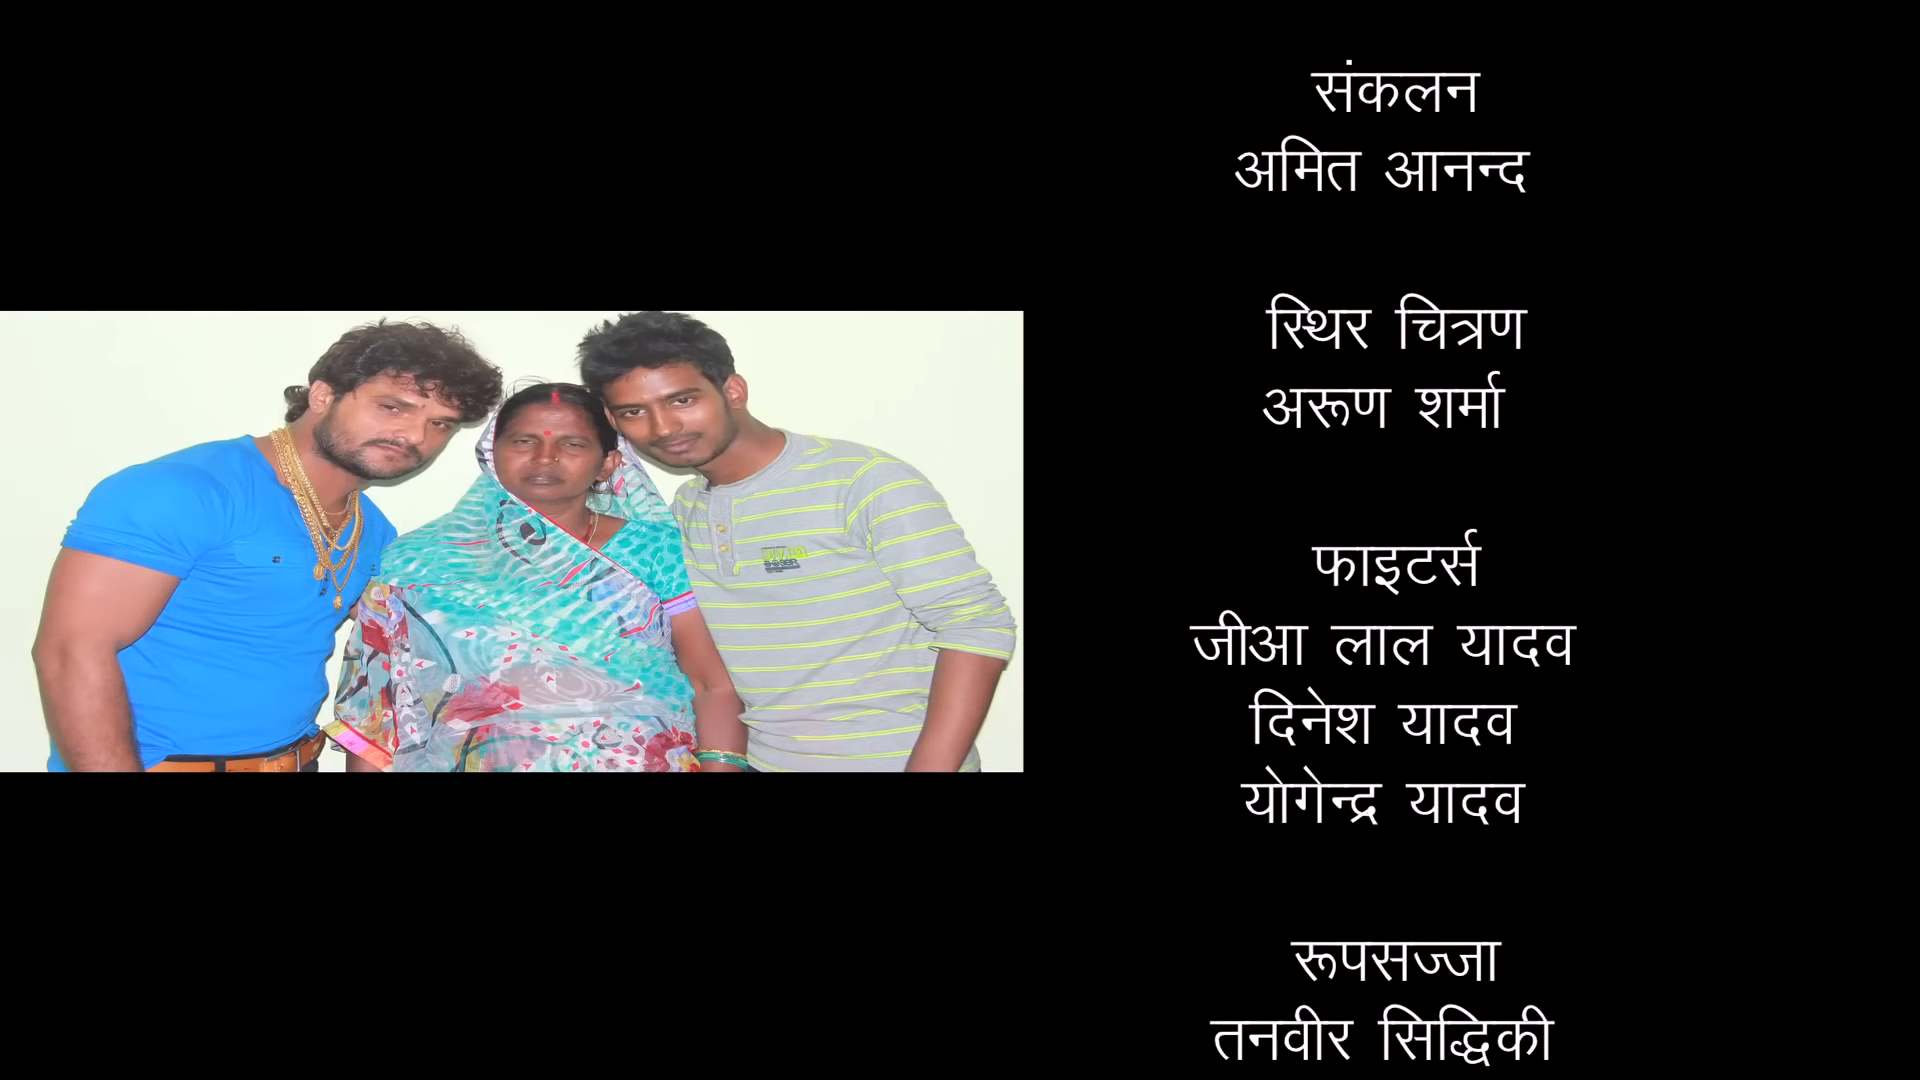 संकलन
अमित आनन्द
स्थिर चित्रण
अरूण शर्मा
फाइटर्स
जीआ लाल यादव
दिनेश यादव
योगेन्द्र यादव
रूपसज्जा
तनवीर सिद्धिकी